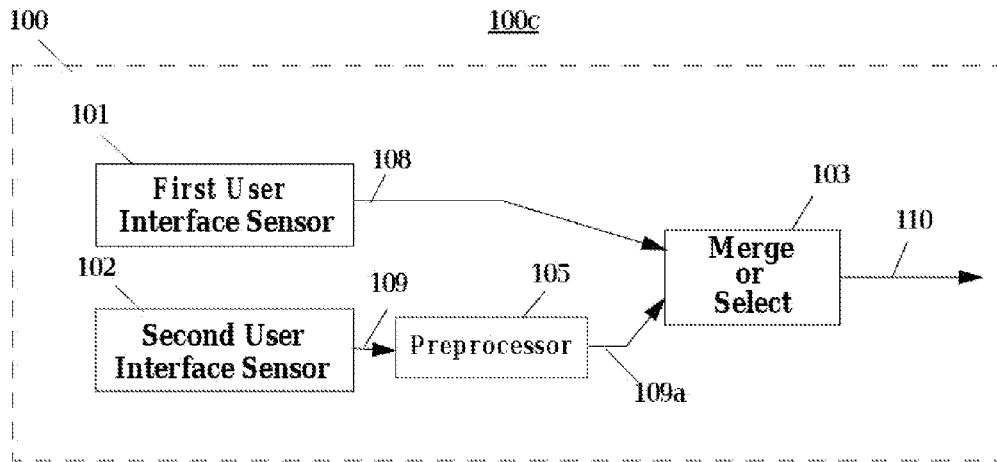 100
100c
101
108
First User
Interface Sensor
103
110
Merge
or
Select
102
109
105
Second User
Interface Sensor
Preprocessor
109a